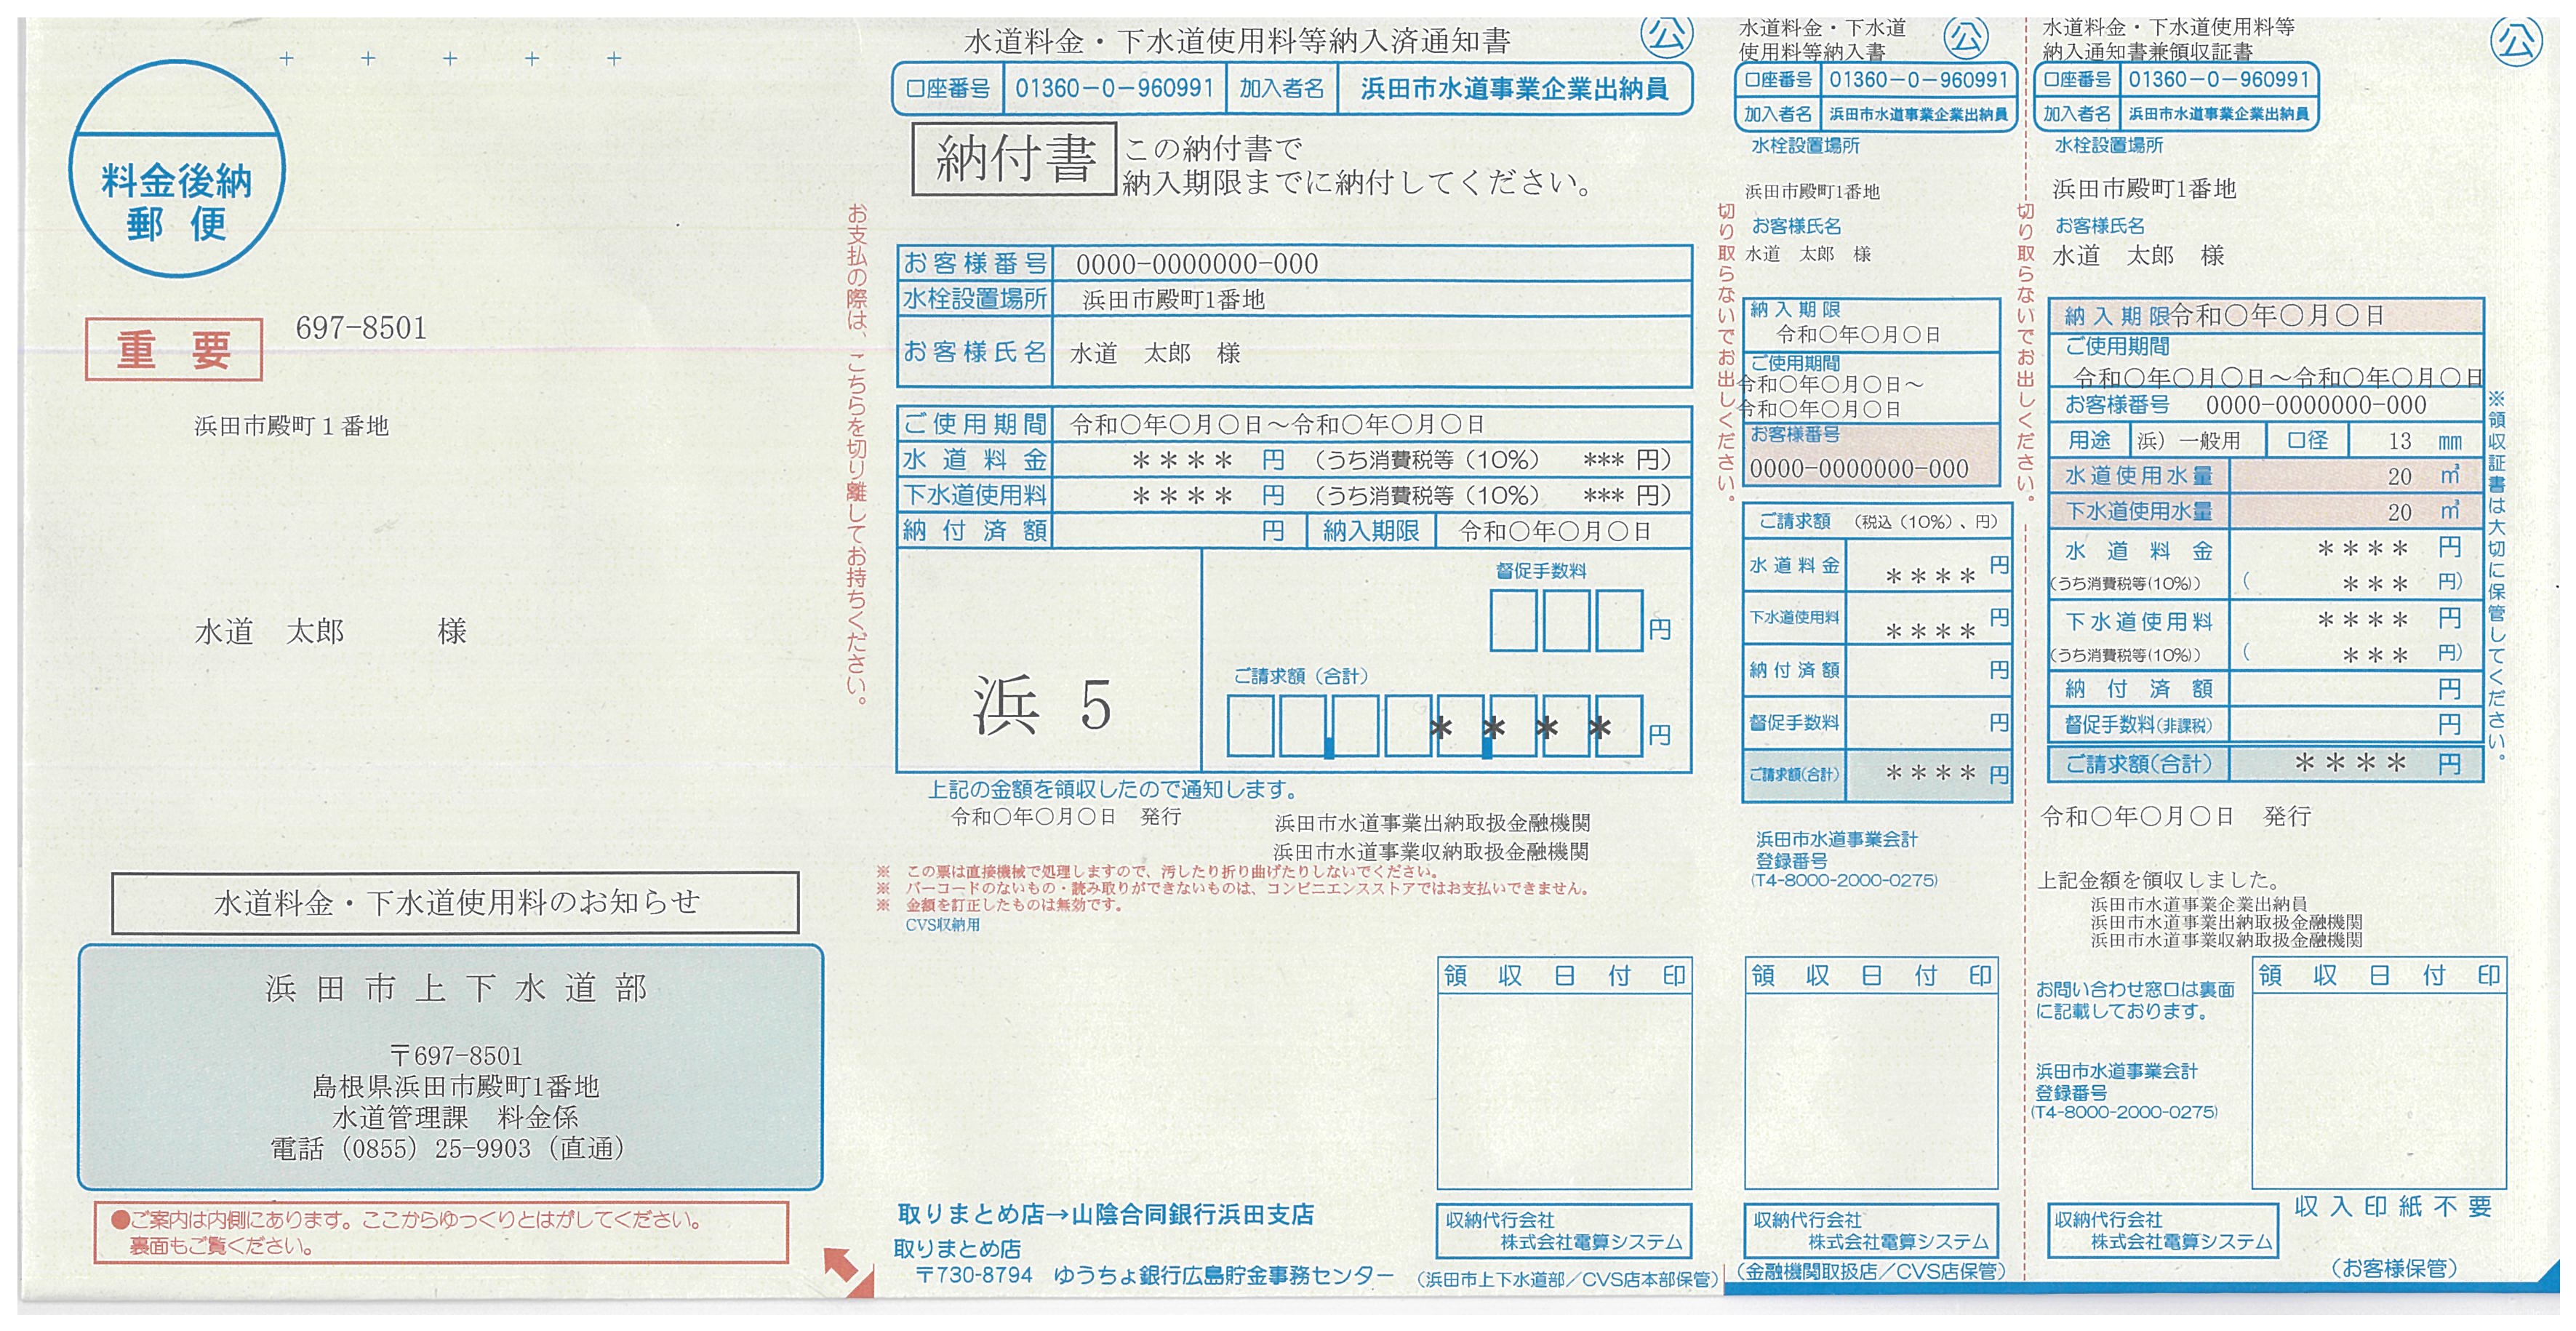 料金後納
郵便
重要
697-8501
浜田市殿町１番地
水道 太郎 様
水道料金・下水道使用料のお知らせ
浜田市上下水道部
〒697-8501
島根県浜田市殿町1番地
水道管理課 料金係
電話（0855）25-9903（直通）
●ご案内は内側にあります。ここからゆっくりとはがしてください。
裏面もご覧ください。
お支払の際は、こちらを切り離してお持ちください。
水道料金・下水道使用料等納入済通知書
公
口座番号 01360-0-960991 加入者名 浜田市水道事業企業出納員
納付書
この納付書で
納入期限までに納付してください。
お客様番号 0000-0000000-000
水栓設置場所 浜田市殿町1番地
お客様氏名 水道 太郎 様
ご使用期間 令和〇年〇月〇日～令和〇年〇月〇日
水道料金 ＊＊＊＊ 円 （うち消費税等（10%） *** 円）
下水道使用料 ＊＊＊＊ 円 （うち消費税等（10%） *** 円）
納付済額 円 納入期限 令和〇年〇月〇日
督促手数料
円
浜 5
ご請求額（合計）
＊＊＊＊ 円
上記の金額を領収したので通知します。
令和〇年〇月〇日 発行
浜田市水道事業出納取扱金融機関
浜田市水道事業収納取扱金融機関
※ この票は直接機械で処理しますので、汚したり折り曲げたりしないでください。
※ バーコードのないもの・読み取りができないものは、コンビニエンスストアではお支払いできません。
※ 金額を訂正したものは無効です。
CVS収納用
領収日付印
取りまとめ店→山陰合同銀行浜田支店
取りまとめ店
〒730-8794 ゆうちょ銀行広島貯金事務センター
収納代行会社
株式会社電算システム
（浜田市上下水道部／CVS店本部保管）
切り取らないでお出しください。
水道料金・下水道
使用料等納入書
公
口座番号 01360-0-960991
加入者名 浜田市水道事業企業出納員
水栓設置場所
浜田市殿町1番地
お客様氏名
水道 太郎 様
納入期限
令和〇年〇月〇日
ご使用期間
令和〇年〇月〇日～
令和〇年〇月〇日
お客様番号
0000-0000000-000
ご請求額 （税込（10%）、円）
水道料金 ＊＊＊＊ 円
下水道使用料 ＊＊＊＊ 円
納付済額 円
督促手数料 円
ご請求額(合計) ＊＊＊＊ 円
浜田市水道事業会計
登録番号
(T4-8000-2000-0275)
領収日付印
収納代行会社
株式会社電算システム
（金融機関取扱店／CVS店保管）
切り取らないでお出しください。
水道料金・下水道使用料等
納入通知書兼領収証書
公
口座番号 01360-0-960991
加入者名 浜田市水道事業企業出納員
水栓設置場所
浜田市殿町1番地
お客様氏名
水道 太郎 様
納入期限 令和〇年〇月〇日
ご使用期間
令和〇年〇月〇日～令和〇年〇月〇日
お客様番号 0000-0000000-000
用途 浜）一般用 口径 13 mm
水道使用水量 20 ㎥
下水道使用水量 20 ㎥
水道料金 ＊＊＊＊ 円
(うち消費税等(10%)) （ ＊＊＊ 円）
下水道使用料 ＊＊＊＊ 円
(うち消費税等(10%)) （ ＊＊＊ 円）
納付済額 円
督促手数料(非課税) 円
ご請求額(合計) ＊＊＊＊ 円
※領収証書は大切に保管してください。
令和〇年〇月〇日 発行
上記金額を領収しました。
浜田市水道事業企業出納員
浜田市水道事業出納取扱金融機関
浜田市水道事業収納取扱金融機関
お問い合わせ窓口は裏面
に記載しております。
浜田市水道事業会計
登録番号
(T4-8000-2000-0275)
領収日付印
収入印紙不要
収納代行会社
株式会社電算システム
（お客様保管）